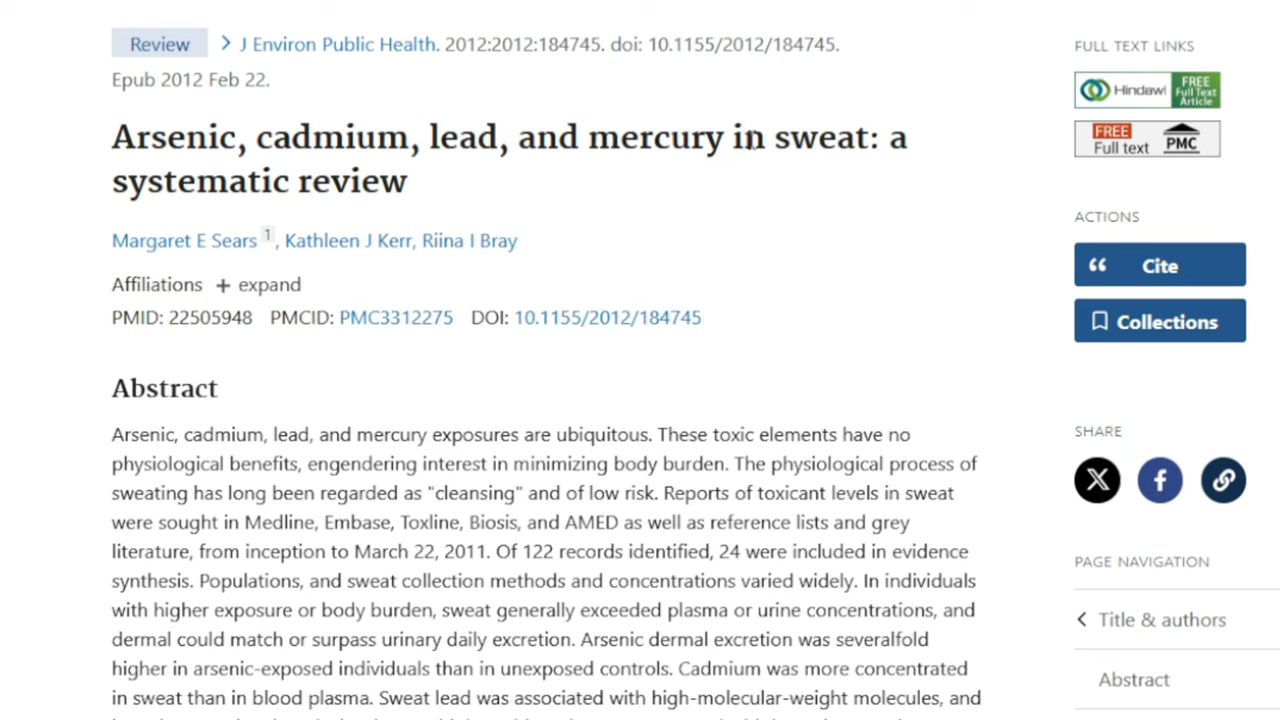 Review J Environ Public Health. 2012:2012:184745. doi: 10.1155/2012/184745.
Epub 2012 Feb 22.
Arsenic, cadmium, lead, and mercury in sweat: a
systematic review
Margaret E Sears 1, Kathleen J Kerr, Riina I Bray
Affiliations + expand
PMID: 22505948 PMCID: PMC3312275 DOI: 10.1155/2012/184745
Abstract
Arsenic, cadmium, lead, and mercury exposures are ubiquitous. These toxic elements have no
physiological benefits, engendering interest in minimizing body burden. The physiological process of
sweating has long been regarded as "cleansing" and of low risk. Reports of toxicant levels in sweat
were sought in Medline, Embase, Toxline, Biosis, and AMED as well as reference lists and grey
literature, from inception to March 22, 2011. Of 122 records identified, 24 were included in evidence
synthesis. Populations, and sweat collection methods and concentrations varied widely. In individuals
with higher exposure or body burden, sweat generally exceeded plasma or urine concentrations, and
dermal could match or surpass urinary daily excretion. Arsenic dermal excretion was severalfold
higher in arsenic-exposed individuals than in unexposed controls. Cadmium was more concentrated
in sweat than in blood plasma. Sweat lead was associated with high-molecular-weight molecules, and
FULL TEXT LINKS
Hindawi FREE
Full Text
Article
FREE
Full text PMC
ACTIONS
Cite
Collections
SHARE
PAGE NAVIGATION
Title & authors
Abstract